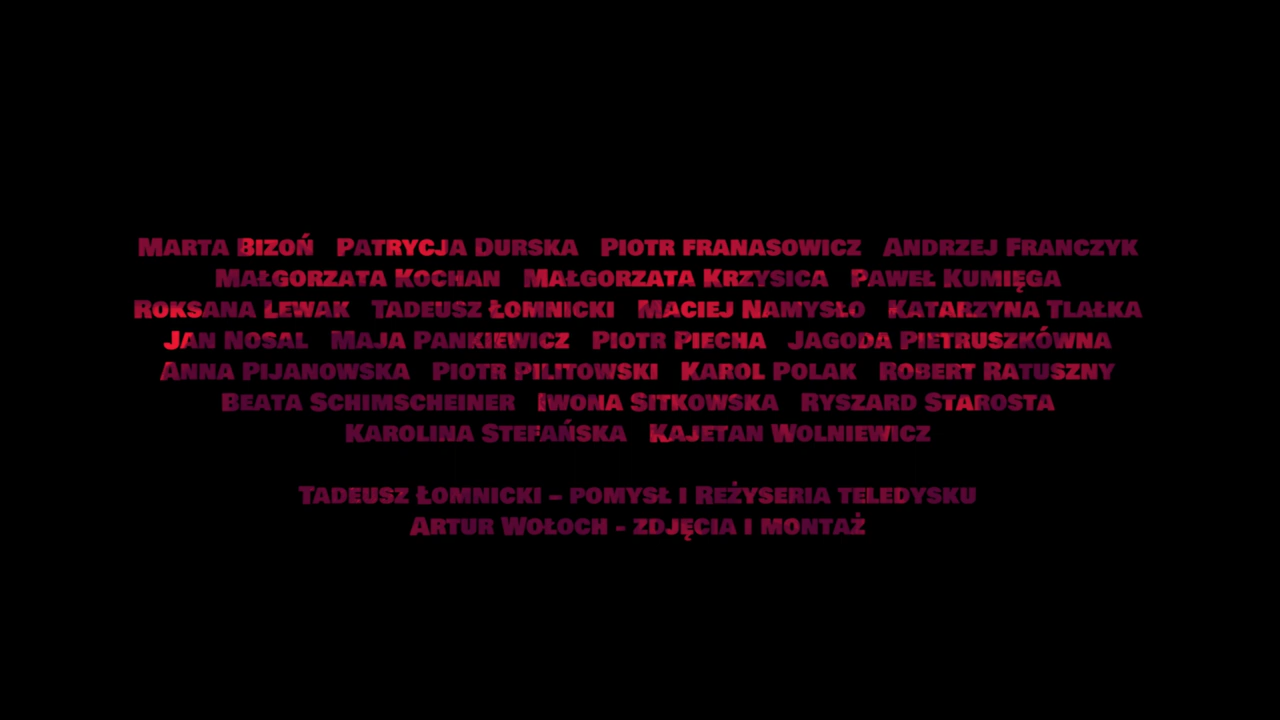 Marta Bizoń Patrycja Durska Piotr franasowicz Andrzej Franczyk
Małgorzata Kochan Małgorzata Krzysica Paweł Kumięga
Roksana Lewak Tadeusz Łomnicki Maciej Namysło Katarzyna Tlałka
Jan Nosal Maja Pankiewicz Piotr Piecha Jagoda Pietruszkówna
Anna Pijanowska Piotr Pilitowski Karol Polak Robert Ratuszny
Beata Schimscheiner Iwona Sitkowska Ryszard Starosta
Karolina Stefańska Kajetan Wolniewicz
Tadeusz Łomnicki – pomysł i Reżyseria teledysku
Artur Wołoch - zdjęcia i montaż